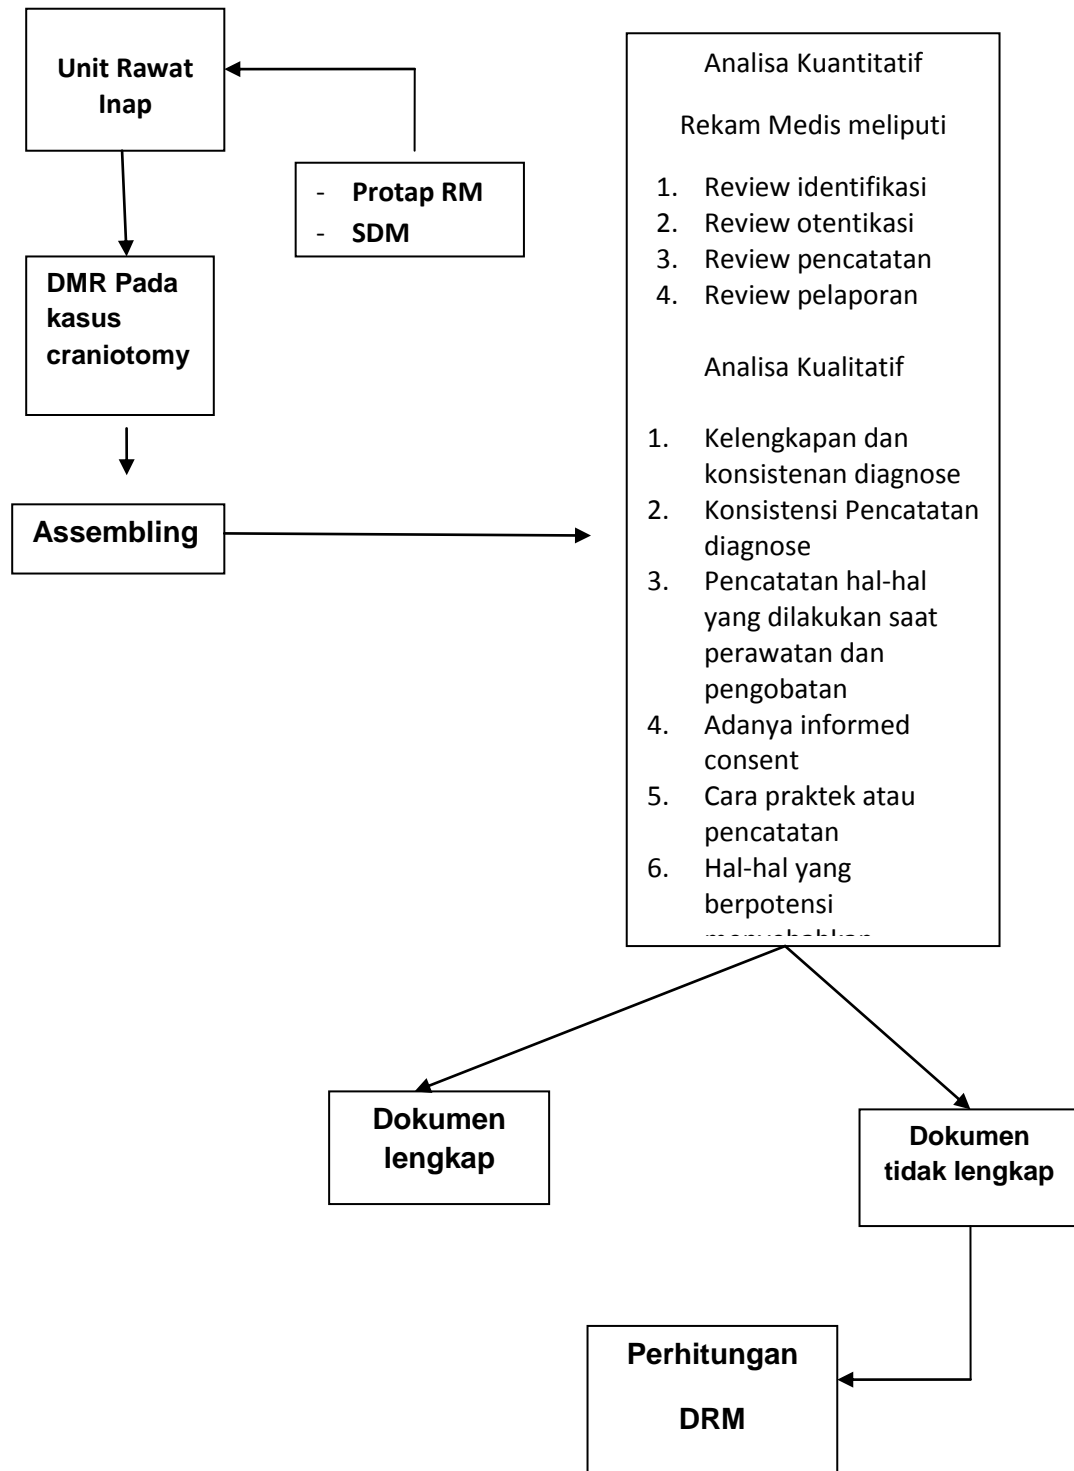 Unit Rawat
Inap
- Protap RM
- SDM
DMR Pada
kasus
craniotomy
Assembling
Analisa Kuantitatif
Rekam Medis meliputi
1. Review identifikasi
2. Review otentikasi
3. Review pencatatan
4. Review pelaporan
Analisa Kualitatif
1. Kelengkapan dan
konsistenan diagnose
2. Konsistensi Pencatatan
diagnose
3. Pencatatan hal-hal
yang dilakukan saat
perawatan dan
pengobatan
4. Adanya informed
consent
5. Cara praktek atau
pencatatan
6. Hal-hal yang
berpotensi
Dokumen
lengkap
Dokumen
tidak lengkap
Perhitungan
DRM